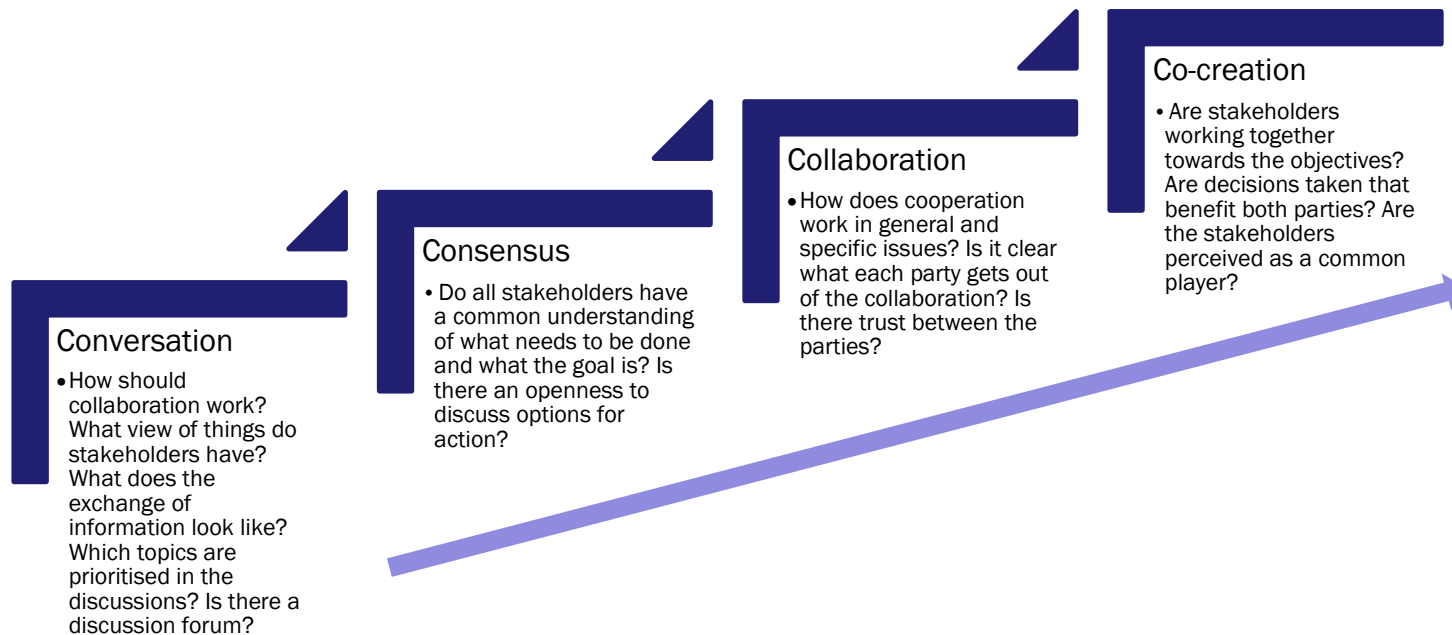 Conversation
•How should
collaboration work?
What view of things do
stakeholders have?
What does the
exchange of
information look like?
Which topics are
prioritised in the
discussions? Is there a
discussion forum?
Consensus
• Do all stakeholders have
a common understanding
of what needs to be done
and what the goal is? Is
there an openness to
discuss options for
action?
Collaboration
•How does cooperation
work in general and
specific issues? Is it clear
what each party gets out
of the collaboration? Is
there trust between the
parties?
Co-creation
• Are stakeholders
working together
towards the objectives?
Are decisions taken that
benefit both parties? Are
the stakeholders
perceived as a common
player?